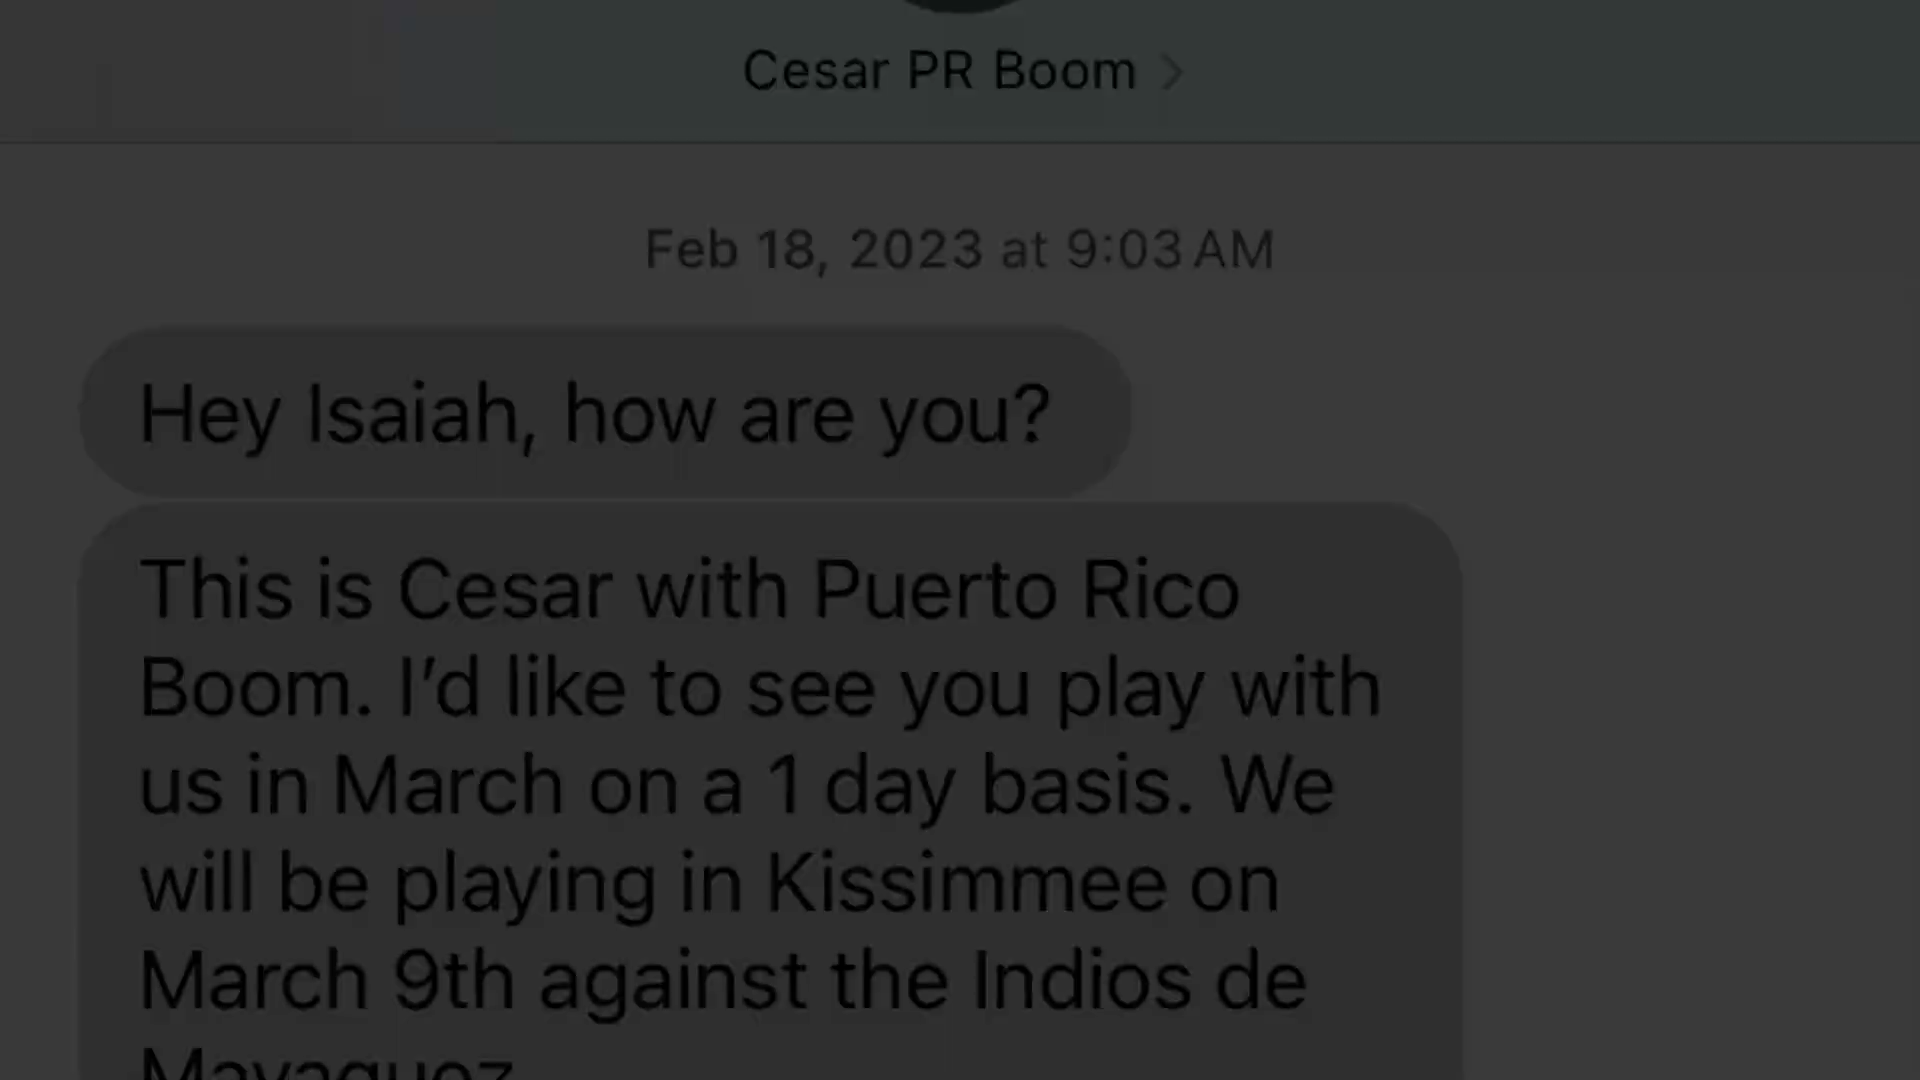 Cesar PR Boom
Feb 18, 2023 at 9:03 AM
Hey Isaiah, how are you?
This is Cesar with Puerto Rico
Boom. I’d like to see you play with
us in March on a 1 day basis. We
will be playing in Kissimmee on
March 9th against the Indios de
Mayaguez